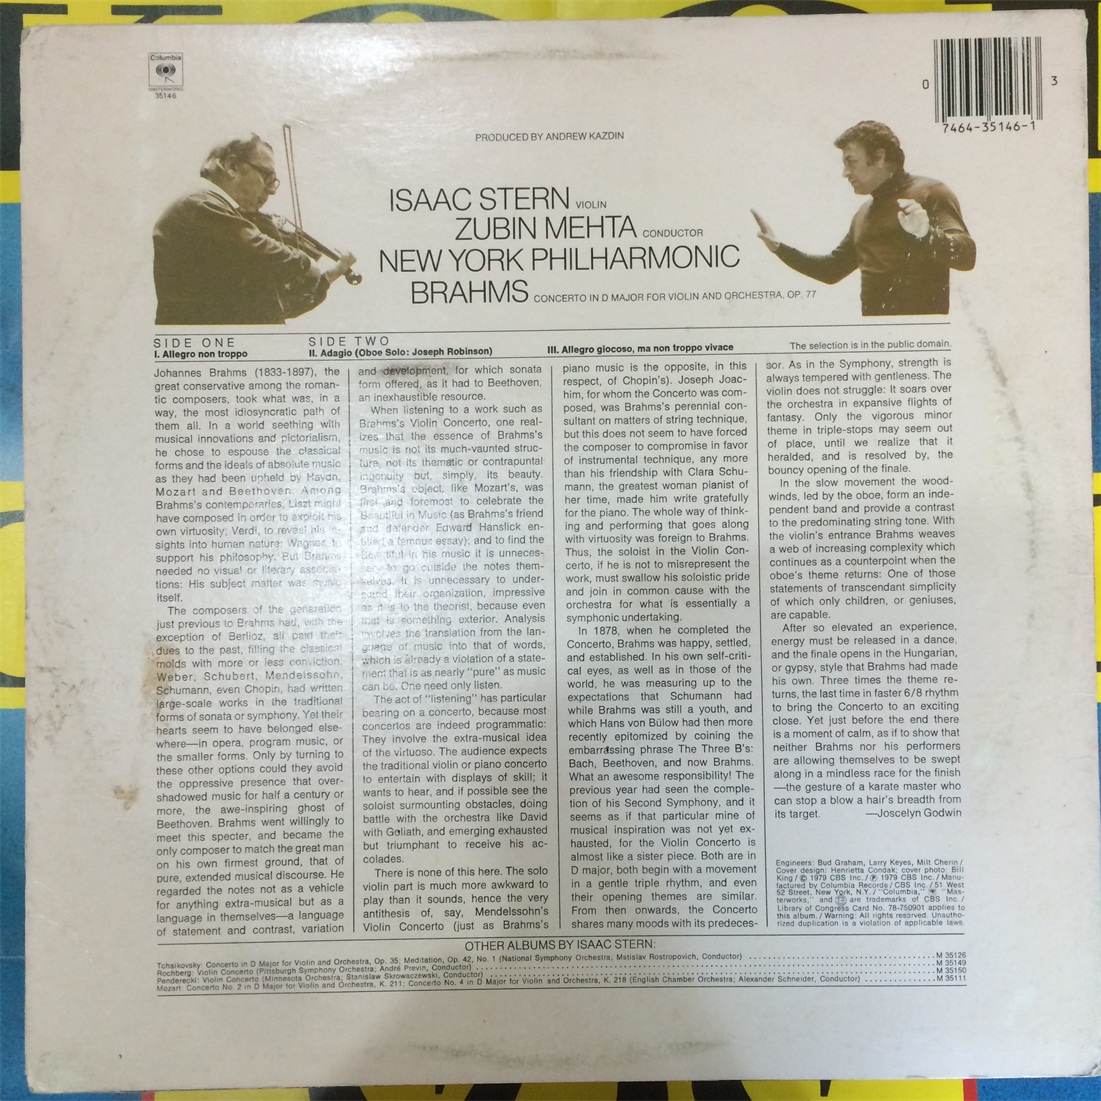 Columbia
MASTERWORKS
35146
0
3
7464-35146-1
PRODUCED BY ANDREW KAZDIN
ISAAC STERN VIOLIN
ZUBIN MEHTA CONDUCTOR
NEW YORK PHILHARMONIC
BRAHMS CONCERTO IN D MAJOR FOR VIOLIN AND ORCHESTRA, OP. 77
SIDE ONE
I. Allegro non troppo
SIDE TWO
II. Adagio (Oboe Solo: Joseph Robinson)
III. Allegro giocoso, ma non troppo vivace
The selection is in the public domain.
Johannes Brahms (1833-1897), the
great conservative among the roman-
tic composers, took what was, in a
way, the most idiosyncratic path of
them all. In a world seething with
musical innovations and pictorialism,
he chose to espouse the classical
forms and the ideals of absolute music
as they had been upheld by Haydn,
Mozart and Beethoven. Among
Brahms's contemporaries, Liszt might
have composed in order to exploit his
own virtuosity; Verdi, to reveal his in-
sights into human nature; Wagner, to
support his philosophy. But Brahms
needed no visual or literary associa-
tions: His subject matter was music
itself.
The composers of the generation
just previous to Brahms had, with the
exception of Berlioz, all paid their
dues to the past, filling the classical
molds with more or less conviction.
Weber, Schubert, Mendelssohn,
Schumann, even Chopin, had written
large-scale works in the traditional
forms of sonata or symphony. Yet their
hearts seem to have belonged else-
where—in opera, program music, or
the smaller forms. Only by turning to
these other options could they avoid
the oppressive presence that over-
shadowed music for half a century or
more, the awe-inspiring ghost of
Beethoven. Brahms went willingly to
meet this specter, and became the
only composer to match the great man
on his own firmest ground, that of
pure, extended musical discourse. He
regarded the notes not as a vehicle
for anything extra-musical but as a
language in themselves—a language
of statement and contrast, variation
and development, for which sonata
form offered, as it had to Beethoven,
an inexhaustible resource.
When listening to a work such as
Brahms's Violin Concerto, one real-
izes that the essence of Brahms's
music is not its much-vaunted struc-
ture, not its thematic or contrapuntal
ingenuity but, simply, its beauty.
Brahms's object, like Mozart's, was
first and foremost to celebrate the
Beautiful in Music (as Brahms's friend
and defender Edward Hanslick en-
titled a famous essay); and to find the
Beautiful in his music it is unneces-
sary to go outside the notes them-
selves. It is unnecessary to under-
stand their organization, impressive
as it is to the theorist, because even
that is something exterior. Analysis
involves the translation from the lan-
guage of music into that of words,
which is already a violation of a state-
ment that is as nearly "pure" as music
can be. One need only listen.
The act of "listening" has particular
bearing on a concerto, because most
concertos are indeed programmatic:
They involve the extra-musical idea
of the virtuoso. The audience expects
the traditional violin or piano concerto
to entertain with displays of skill; it
wants to hear, and if possible see the
soloist surmounting obstacles, doing
battle with the orchestra like David
with Goliath, and emerging exhausted
but triumphant to receive his ac-
colades.
There is none of this here. The solo
violin part is much more awkward to
play than it sounds, hence the very
antithesis of, say, Mendelssohn's
Violin Concerto (just as Brahms's
piano music is the opposite, in this
respect, of Chopin's). Joseph Joac-
him, for whom the Concerto was com-
posed, was Brahms's perennial con-
sultant on matters of string technique,
but this does not seem to have forced
the composer to compromise in favor
of instrumental technique, any more
than his friendship with Clara Schu-
mann, the greatest woman pianist of
her time, made him write gratefully
for the piano. The whole way of think-
ing and performing that goes along
with virtuosity was foreign to Brahms.
Thus, the soloist in the Violin Con-
certo, if he is not to misrepresent the
work, must swallow his soloistic pride
and join in common cause with the
orchestra for what is essentially a
symphonic undertaking.
In 1878, when he completed the
Concerto, Brahms was happy, settled,
and established. In his own self-criti-
cal eyes, as well as in those of the
world, he was measuring up to the
expectations that Schumann had
while Brahms was still a youth, and
which Hans von Bülow had then more
recently epitomized by coining the
embarrassing phrase The Three B's:
Bach, Beethoven, and now Brahms.
What an awesome responsibility! The
previous year had seen the comple-
tion of his Second Symphony, and it
seems as if that particular mine of
musical inspiration was not yet ex-
hausted, for the Violin Concerto is
almost like a sister piece. Both are in
D major, both begin with a movement
in a gentle triple rhythm, and even
their opening themes are similar.
From then onwards, the Concerto
shares many moods with its predeces-
sor. As in the Symphony, strength is
always tempered with gentleness. The
violin does not struggle: It soars over
the orchestra in expansive flights of
fantasy. Only the vigorous minor
theme in triple-stops may seem out
of place, until we realize that it
heralded, and is resolved by, the
bouncy opening of the finale.
In the slow movement the wood-
winds, led by the oboe, form an inde-
pendent band and provide a contrast
to the predominating string tone. With
the violin's entrance Brahms weaves
a web of increasing complexity which
continues as a counterpoint when the
oboe's theme returns: One of those
statements of transcendant simplicity
of which only children, or geniuses,
are capable.
After so elevated an experience,
energy must be released in a dance,
and the finale opens in the Hungarian,
or gypsy, style that Brahms had made
his own. Three times the theme re-
turns, the last time in faster 6/8 rhythm
to bring the Concerto to an exciting
close. Yet just before the end there
is a moment of calm, as if to show that
neither Brahms nor his performers
are allowing themselves to be swept
along in a mindless race for the finish
—the gesture of a karate master who
can stop a blow a hair's breadth from
its target. —Joscelyn Godwin
Engineers: Bud Graham, Larry Keyes, Milt Cherin /
Cover design: Henrietta Condak; cover photo: Bill
King / © 1979 CBS Inc. / ℗ 1979 CBS Inc. / Manu-
factured by Columbia Records / CBS Inc. / 51 West
52 Street, New York, N.Y. / "Columbia," "Mas-
terworks," and are trademarks of CBS Inc. /
Library of Congress Card No. 78-750901 applies to
this album. / Warning: All rights reserved. Unautho-
rized duplication is a violation of applicable laws.
OTHER ALBUMS BY ISAAC STERN:
Tchaikovsky: Concerto in D Major for Violin and Orchestra, Op. 35; Meditation, Op. 42, No. 1 (National Symphony Orchestra; Mstislav Rostropovich, Conductor) M 35126
Rochberg: Violin Concerto (Pittsburgh Symphony Orchestra; André Previn, Conductor) M 35149
Penderecki: Violin Concerto (Minnesota Orchestra; Stanislaw Skrowaczewski, Conductor) M 35150
Mozart: Concerto No. 2 in D Major for Violin and Orchestra, K. 211; Concerto No. 4 in D Major for Violin and Orchestra, K. 218 (English Chamber Orchestra; Alexander Schneider, Conductor) M 35111